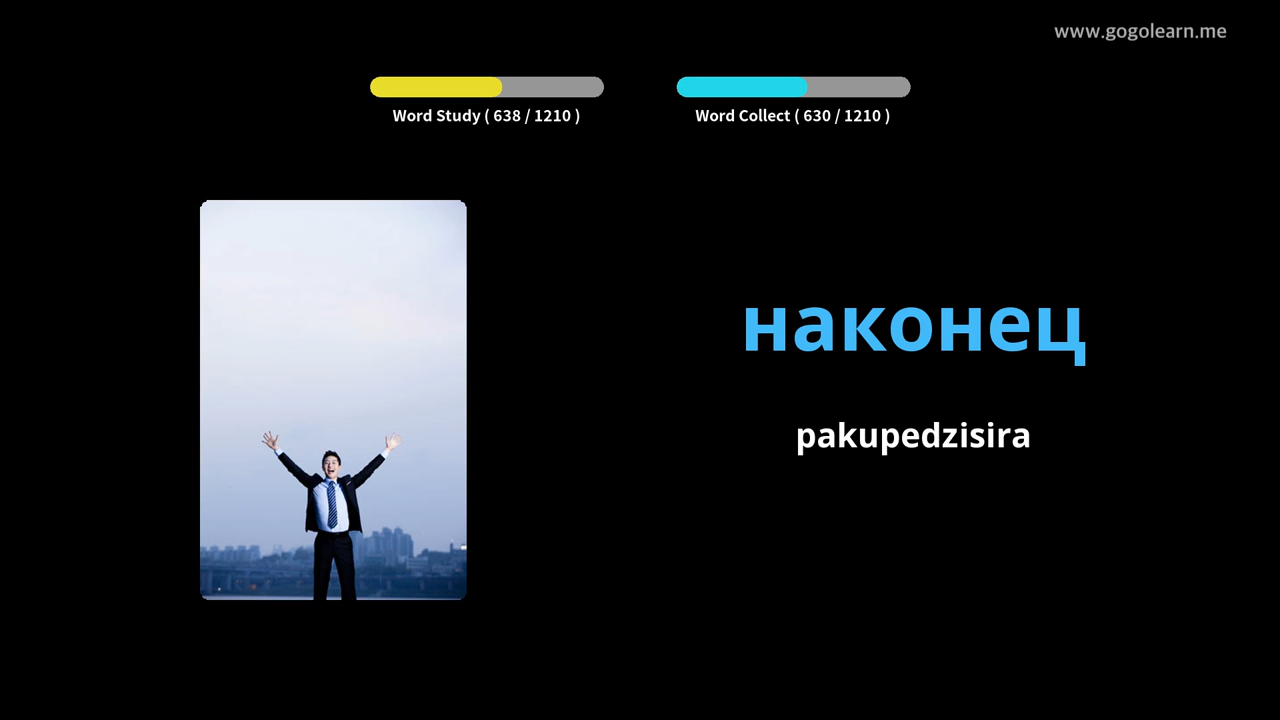 www.gogolearn.me
Word Study ( 638 / 1210 )
Word Collect ( 630 / 1210 )
наконец
pakupedzisira